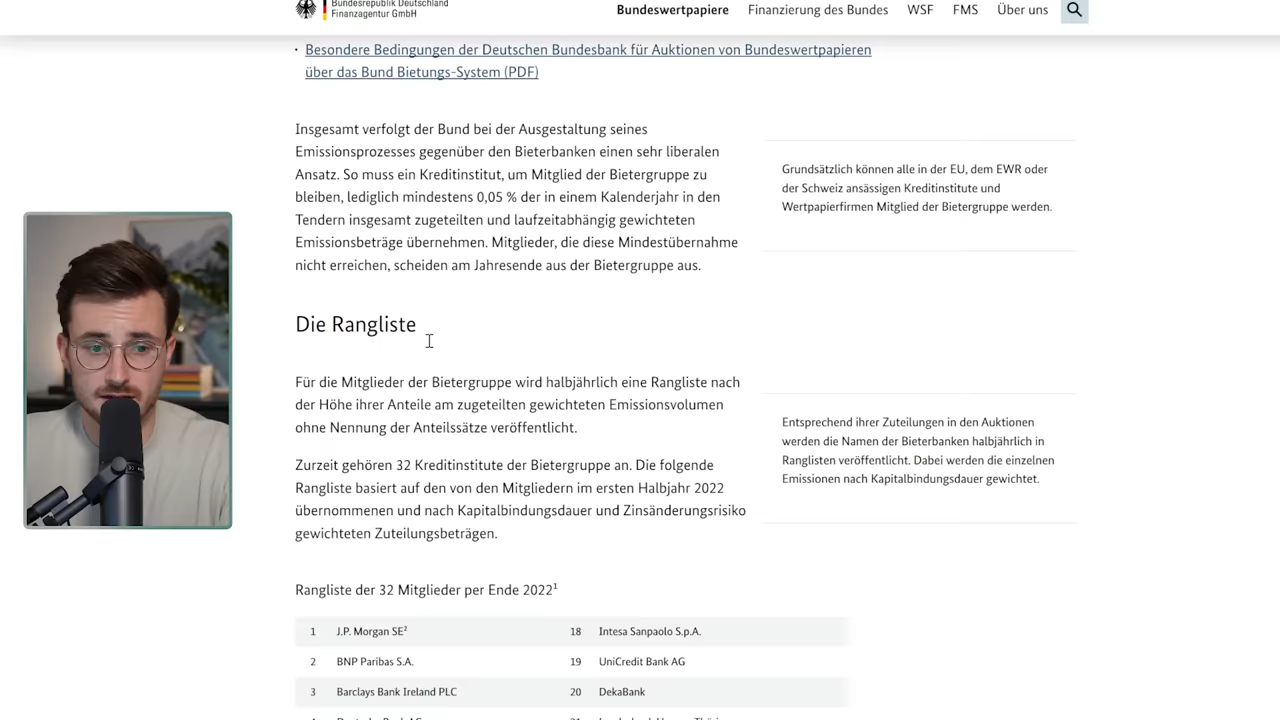 Bundesrepublik Deutschland
Finanzagentur GmbH
Bundeswertpapiere
Finanzierung des Bundes
WSF
FMS
Über uns
· Besondere Bedingungen der Deutschen Bundesbank für Auktionen von Bundeswertpapieren
über das Bund Bietungs-System (PDF)
Insgesamt verfolgt der Bund bei der Ausgestaltung seines
Emissionsprozesses gegenüber den Bieterbanken einen sehr liberalen
Ansatz. So muss ein Kreditinstitut, um Mitglied der Bietergruppe zu
bleiben, lediglich mindestens 0,05 % der in einem Kalenderjahr in den
Tendern insgesamt zugeteilten und laufzeitabhängig gewichteten
Emissionsbeträge übernehmen. Mitglieder, die diese Mindestübernahme
nicht erreichen, scheiden am Jahresende aus der Bietergruppe aus.
Grundsätzlich können alle in der EU, dem EWR oder
der Schweiz ansässigen Kreditinstitute und
Wertpapierfirmen Mitglied der Bietergruppe werden.
Die Rangliste
Für die Mitglieder der Bietergruppe wird halbjährlich eine Rangliste nach
der Höhe ihrer Anteile am zugeteilten gewichteten Emissionsvolumen
ohne Nennung der Anteilssätze veröffentlicht.
Zurzeit gehören 32 Kreditinstitute der Bietergruppe an. Die folgende
Rangliste basiert auf den von den Mitgliedern im ersten Halbjahr 2022
übernommenen und nach Kapitalbindungsdauer und Zinsänderungsrisiko
gewichteten Zuteilungsbeträgen.
Entsprechend ihrer Zuteilungen in den Auktionen
werden die Namen der Bieterbanken halbjährlich in
Ranglisten veröffentlicht. Dabei werden die einzelnen
Emissionen nach Kapitalbindungsdauer gewichtet.
Rangliste der 32 Mitglieder per Ende 2022¹
1 J.P. Morgan SE² 18 Intesa Sanpaolo S.p.A.
2 BNP Paribas S.A. 19 UniCredit Bank AG
3 Barclays Bank Ireland PLC 20 DekaBank